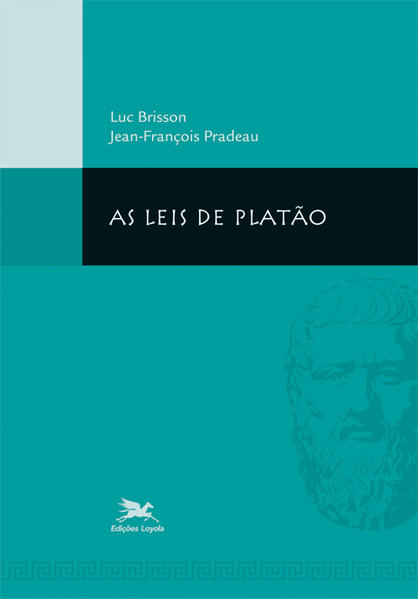 Luc Brisson
Jean-François Pradeau
AS LEIS DE PLATÃO
Edições Loyola